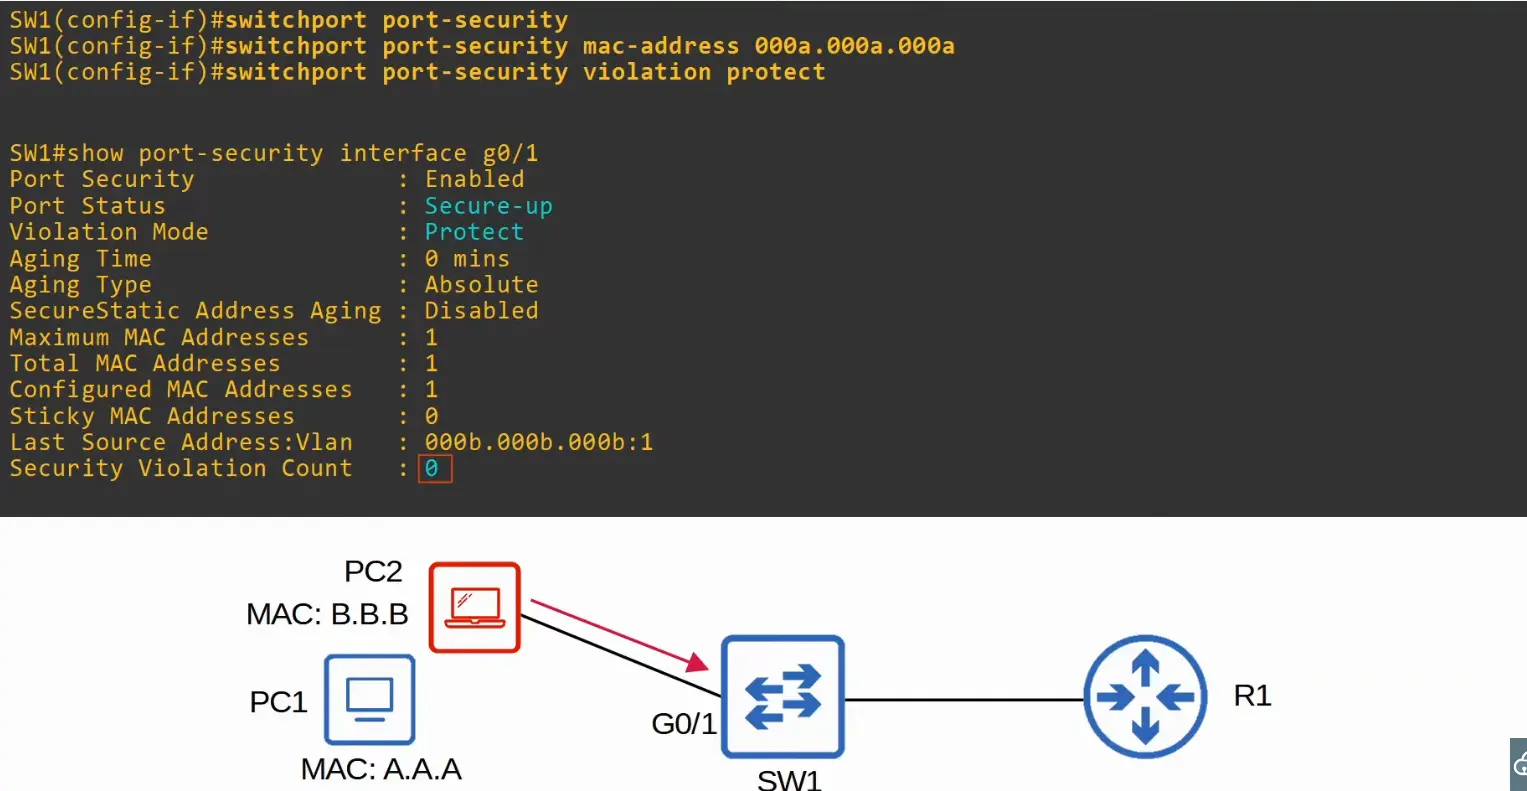 SW1(config-if)#switchport port-security
SW1(config-if)#switchport port-security mac-address 000a.000a.000a
SW1(config-if)#switchport port-security violation protect
SW1#show port-security interface g0/1
Port Security : Enabled
Port Status : Secure-up
Violation Mode : Protect
Aging Time : 0 mins
Aging Type : Absolute
SecureStatic Address Aging : Disabled
Maximum MAC Addresses : 1
Total MAC Addresses : 1
Configured MAC Addresses : 1
Sticky MAC Addresses : 0
Last Source Address:Vlan : 000b.000b.000b:1
Security Violation Count : 0
PC2
MAC: B.B.B
PC1
MAC: A.A.A
G0/1
SW1
R1